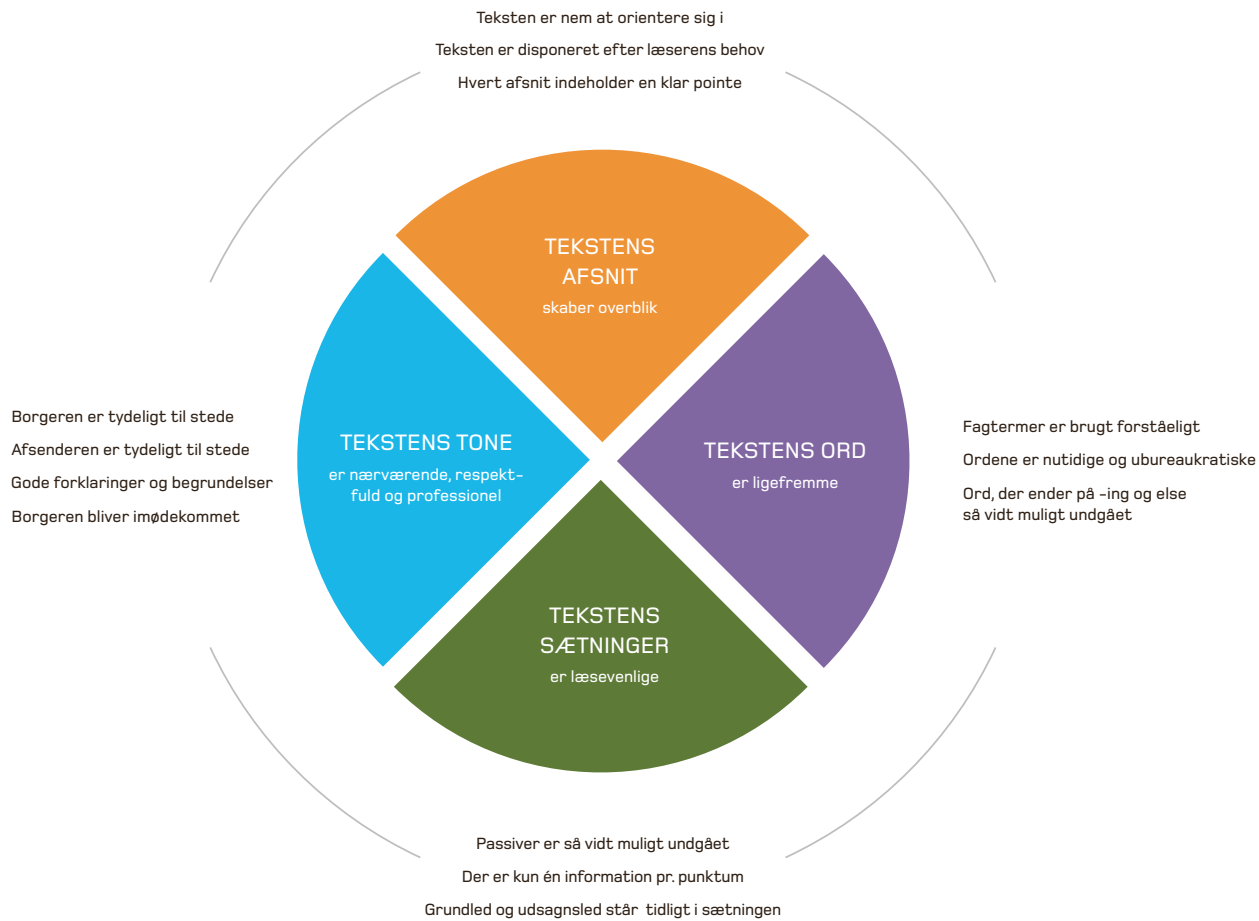 Teksten er nem at orientere sig i
Teksten er disponeret efter læserens behov
Hvert afsnit indeholder en klar pointe
TEKSTENS
AFSNIT
skaber overblik
Borgeren er tydeligt til stede
Afsenderen er tydeligt til stede
Gode forklaringer og begrundelser
Borgeren bliver imødekommet
TEKSTENS TONE
er nærværende, respekt-
fuld og professionel
TEKSTENS ORD
er ligefremme
Fagtermer er brugt forståeligt
Ordene er nutidige og ubureaukratiske
Ord, der ender på -ing og else
så vidt muligt undgået
TEKSTENS
SÆTNINGER
er læsevenlige
Passiver er så vidt muligt undgået
Der er kun én information pr. punktum
Grundled og udsagnsled står tidligt i sætningen